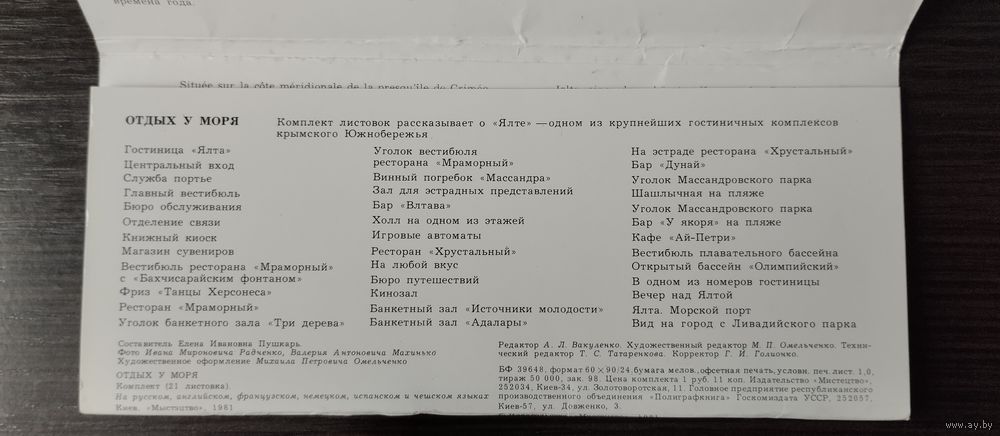 времена года.
Située sur la côte méridionale de la presqu'île de Crimée
ОТДЫХ У МОРЯ
Комплект листовок рассказывает о «Ялте» —одном из крупнейших гостиничных комплексов
крымского Южнобережья
Гостиница «Ялта»
Центральный вход
Служба портье
Главный вестибюль
Бюро обслуживания
Отделение связи
Книжный киоск
Магазин сувениров
Вестибюль ресторана «Мраморный»
с «Бахчисарайским фонтаном»
Фриз «Танцы Херсонеса»
Ресторан «Мраморный»
Уголок банкетного зала «Три дерева»
Уголок вестибюля
ресторана «Мраморный»
Винный погребок «Массандра»
Зал для эстрадных представлений
Бар «Влтава»
Холл на одном из этажей
Игровые автоматы
Ресторан «Хрустальный»
На любой вкус
Бюро путешествий
Кинозал
Банкетный зал «Источники молодости»
Банкетный зал «Адалары»
На эстраде ресторана «Хрустальный»
Бар «Дунай»
Уголок Массандровского парка
Шашлычная на пляже
Уголок Массандровского парка
Бар «У якоря» на пляже
Кафе «Ай-Петри»
Вестибюль плавательного бассейна
Открытый бассейн «Олимпийский»
В одном из номеров гостиницы
Вечер над Ялтой
Ялта. Морской порт
Вид на город с Ливадийского парка
Составитель Елена Ивановна Пушкарь.
Фото Ивана Мироновича Радченко, Валерия Антоновича Мазинько
Художественное оформление Михаила Петровича Омельченко
ОТДЫХ У МОРЯ
Комплект (21 листовка).
На русском, английском, французском, немецком, испанском и чешском языках
Киев, «Мыстэцтво», 1981
Редактор А. Л. Вакуленко. Художественный редактор М. П. Омельченко. Техни-
ческий редактор Т. С. Татаренкова. Корректор Г. И. Голионко.
БФ 39648, формат 60×90/24, бумага мелов., офсетная печать, условн. печ. лист. 1,0,
тираж 50 000, зак. 98. Цена комплекта 1 руб. 11 коп. Издательство «Мистецтво»,
252034, Киев-34, ул. Золотоворотская, 11. Головное предприятие республиканского
производственного объединения «Полиграфкнига» Госкомиздата УССР, 252057,
Киев-57, ул. Довженко, 3.
www.ay.by